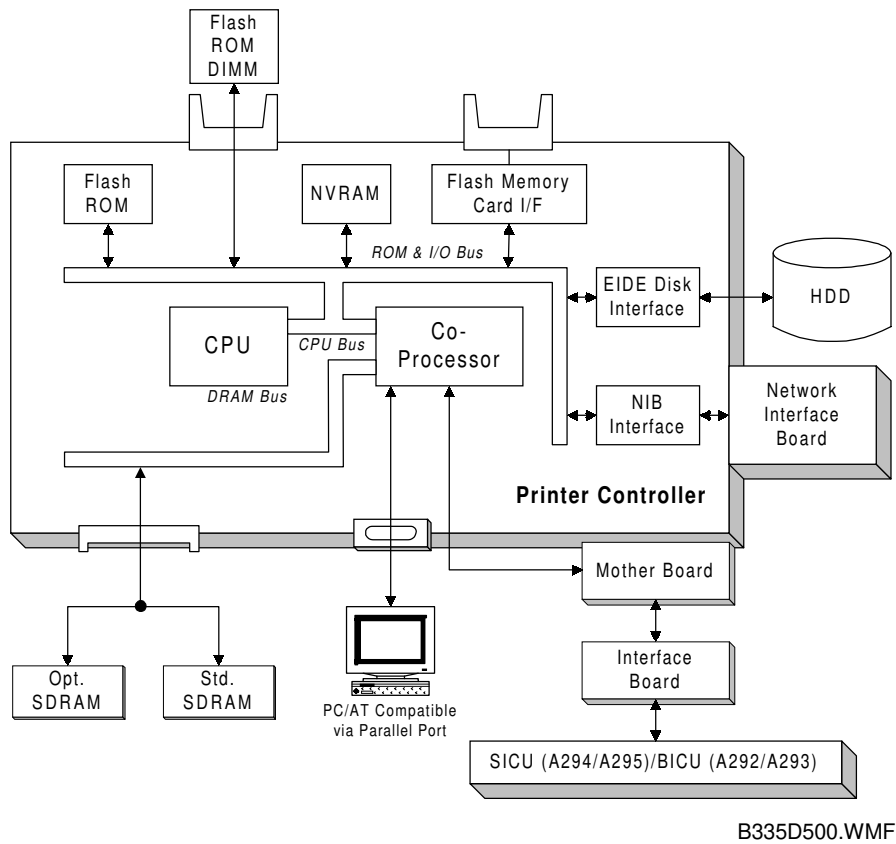 Flash
ROM
DIMM
Flash
ROM
NVRAM
Flash Memory
Card I/F
ROM & I/O Bus
EIDE Disk
Interface
HDD
CPU
CPU Bus
Co-
Processor
DRAM Bus
NIB
Interface
Network
Interface
Board
Printer Controller
Mother Board
Opt.
SDRAM
Std.
SDRAM
PC/AT Compatible
via Parallel Port
Interface
Board
SICU (A294/A295)/BICU (A292/A293)
B335D500.WMF